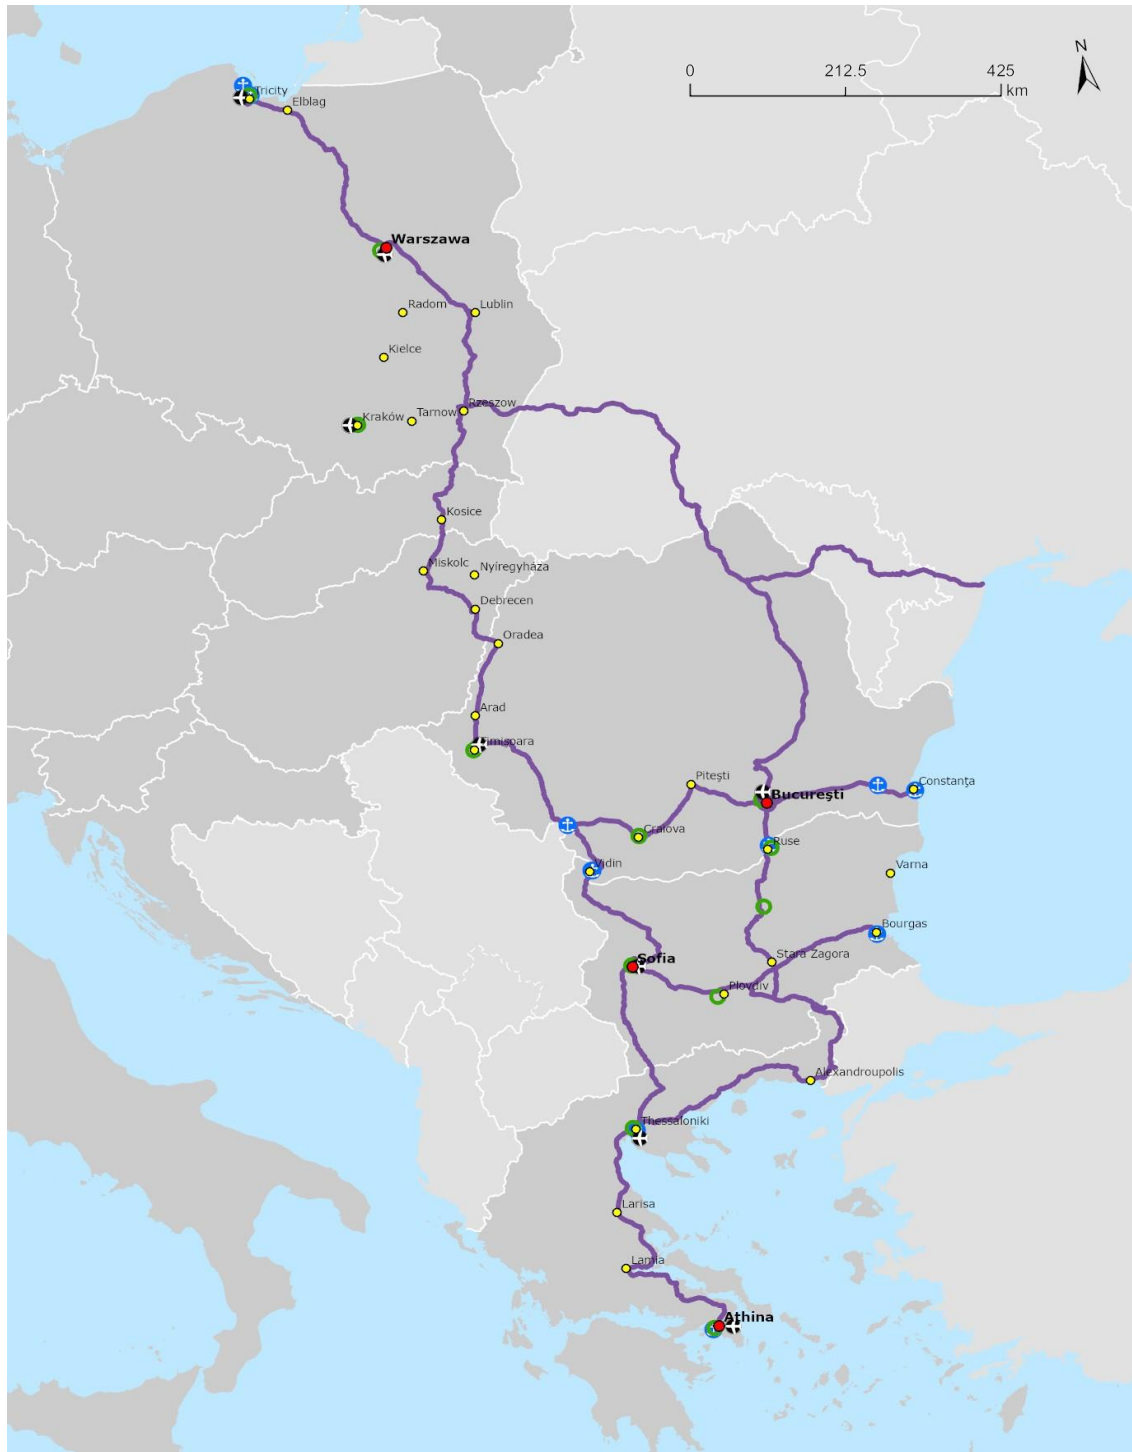 N
0 212.5 425
km
Tricity
Elblag
Warszawa
Radom
Lublin
Kielce
Rzeszow
Kraków
Tarnow
Kosice
Miskolc
Nyíregyháza
Debrecen
Oradea
Arad
Timişoara
Piteşti
Constanţa
Bucureşti
Craiova
Ruse
Vidin
Varna
Bourgas
Sofia
Stara Zagora
Plovdiv
Alexandroupolis
Thessaloniki
Larisa
Lamia
Athina